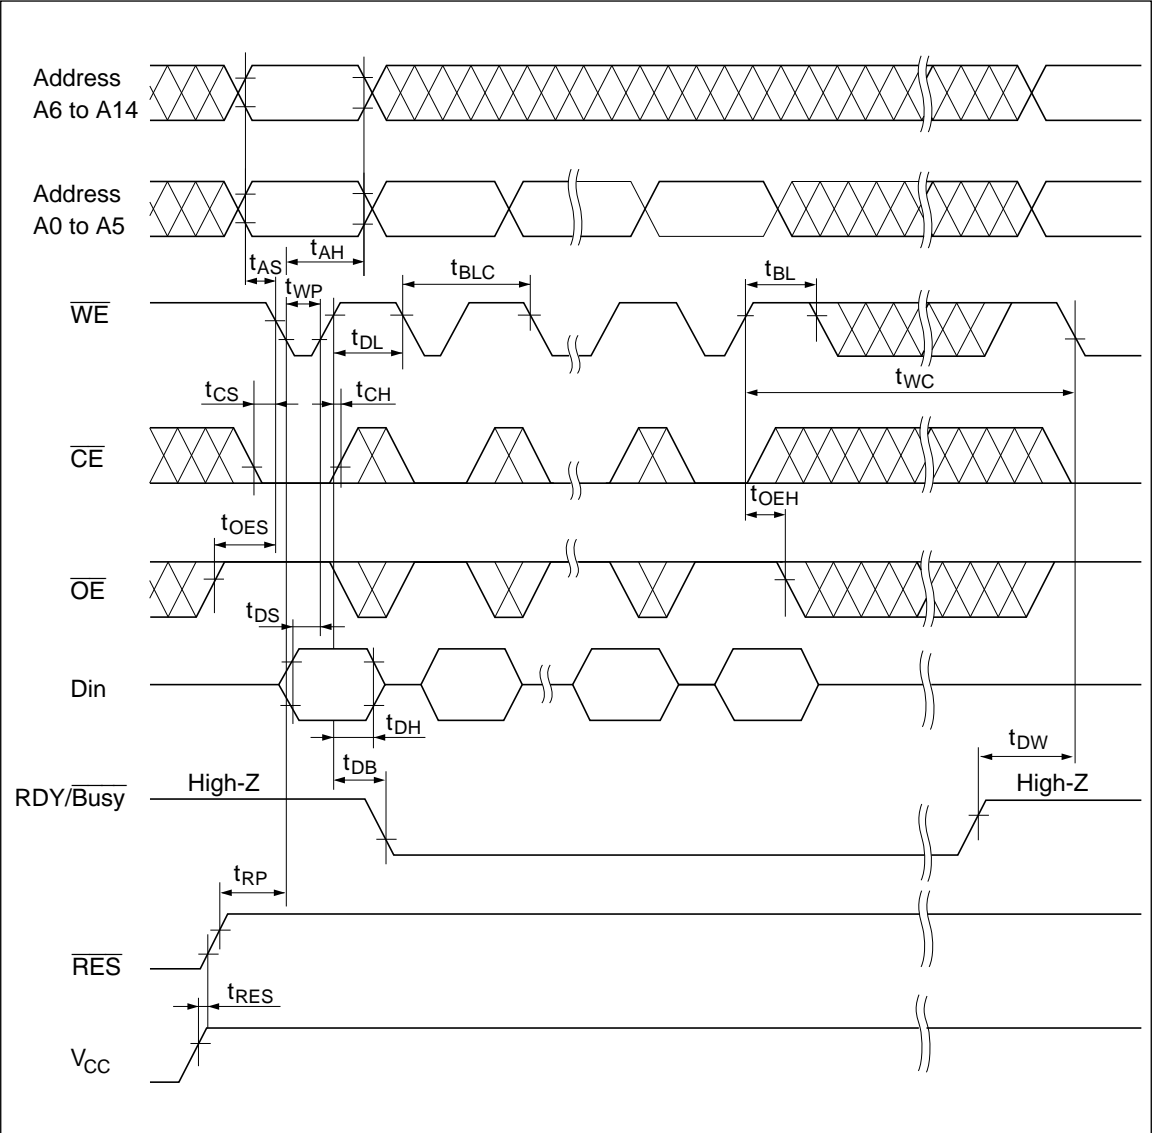 Address
A6 to A14
Address
A0 to A5
tAS
tAH
tWP
tBLC
tBL
WE
tDL
tWC
tCS
tCH
CE
tOEH
tOES
OE
tDS
Din
tDH
tDW
tDB
High-Z
High-Z
RDY/Busy
tRP
RES
tRES
VCC